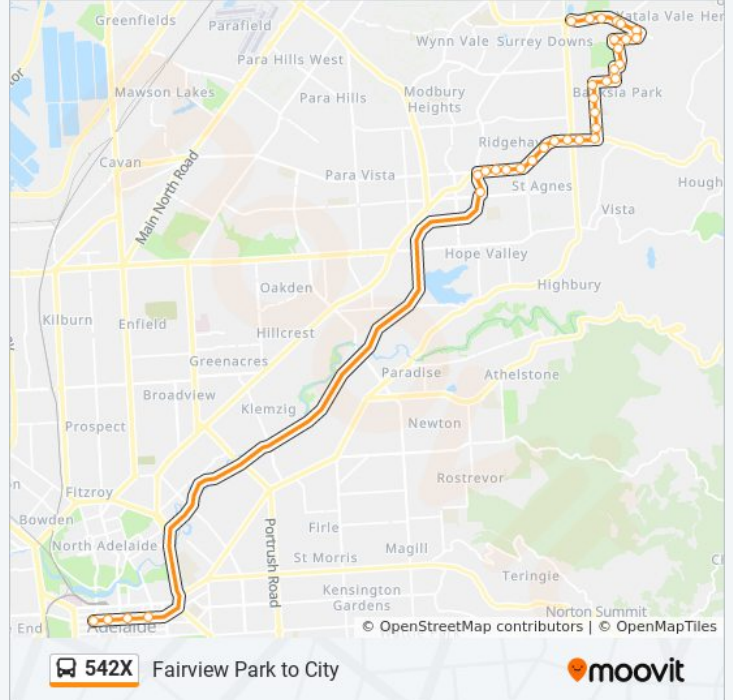 Greenfields
Parafield
Yatala Vale
Her
Wynn Vale
Surrey Downs
Para Hills West
Mawson Lakes
Para Hills
Modbury
Heights
Banksia Park
Cavan
Ridgehav
Main North Road
Para Vista
St Agnes
Hough
Vista
Hope Valley
Oakden
Highbury
Kilburn
Enfield
Hillcrest
Greenacres
Paradise
Athelstone
Broadview
Klemzig
Prospect
Newton
Rostrevor
Fitzroy
Bowden
North Adelaide
Portrush Road
Firle
St Morris
Magill
Teringie
Kensington
Gardens
Norton Summit
e End
Adelaide
© OpenStreetMap contributors | © OpenMapTiles
542X Fairview Park to City
moovit